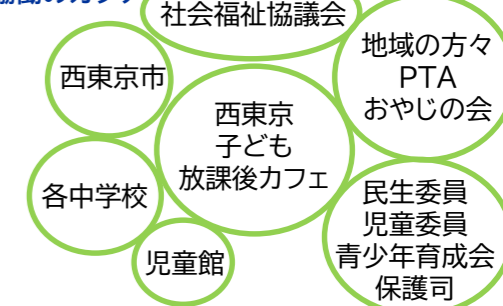 社会福祉協議会
西東京市
地域の方々
PTA
おやじの会
西東京
子ども
放課後カフェ
各中学校
児童館
民生委員
児童委員
青少年育成会
保護司